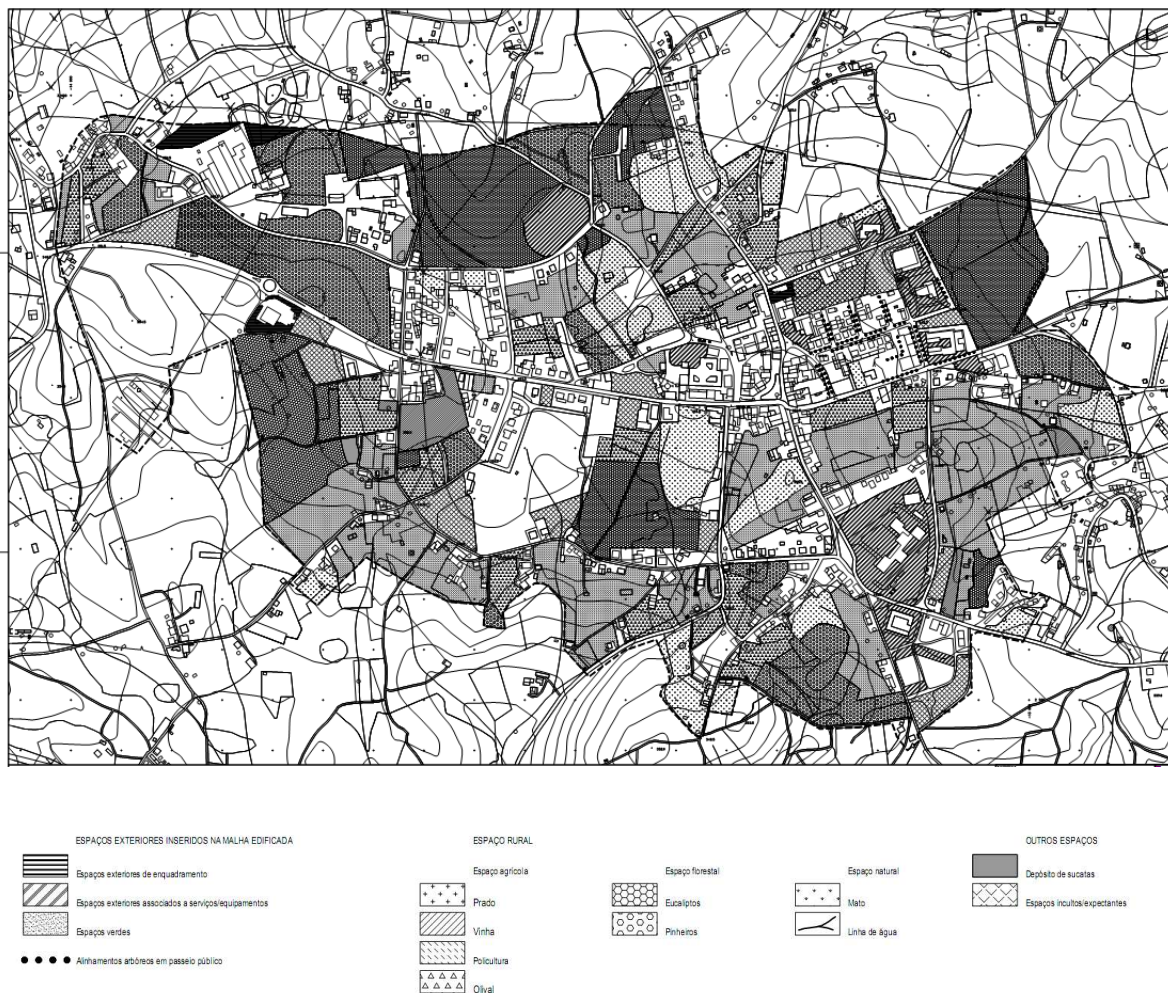 ESPAÇOS EXTERIORES INSERIDOS NA MALHA EDIFICADA
Espaços exteriores de enquadramento
Espaços exteriores associados a serviços/equipamentos
Espaços verdes
Alinhamentos arbóreos em passeio público
ESPAÇO RURAL
Espaço agrícola
Prado
Vinha
Policultura
Olival
Espaço florestal
Eucaliptos
Pinheiros
Espaço natural
Mato
Linha de água
OUTROS ESPAÇOS
Depósito de sucatas
Espaços incultos/expectantes